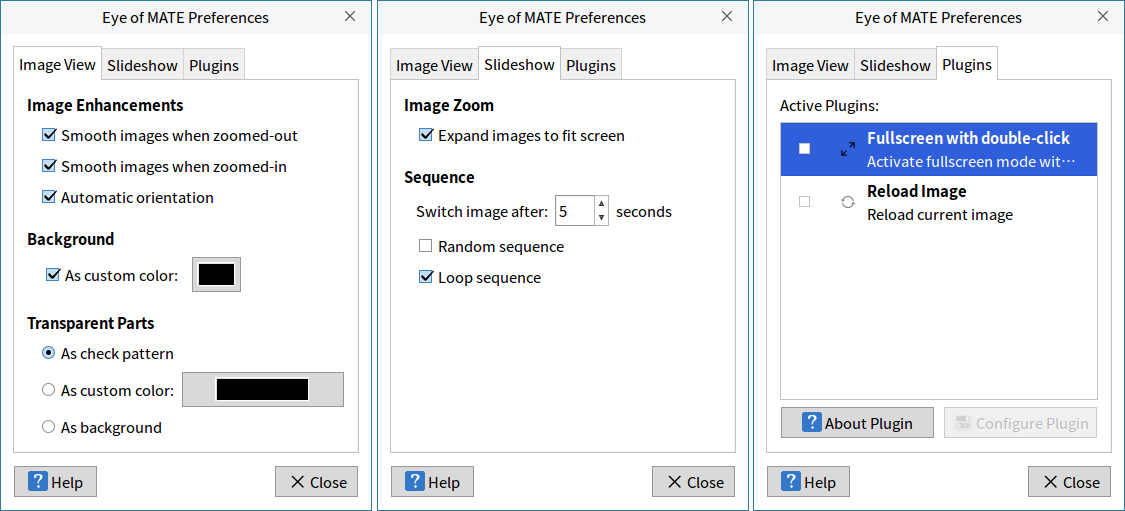 Eye of MATE Preferences
Image View Slideshow Plugins
Image Enhancements
Smooth images when zoomed-out
Smooth images when zoomed-in
Automatic orientation
Background
As custom color:
Transparent Parts
As check pattern
As custom color:
As background
Help Close
Eye of MATE Preferences
Image View Slideshow Plugins
Image Zoom
Expand images to fit screen
Sequence
Switch image after: 5 seconds
Random sequence
Loop sequence
Help Close
Eye of MATE Preferences
Image View Slideshow Plugins
Active Plugins:
Fullscreen with double-click
Activate fullscreen mode wit···
Reload Image
Reload current image
About Plugin Configure Plugin
Help Close